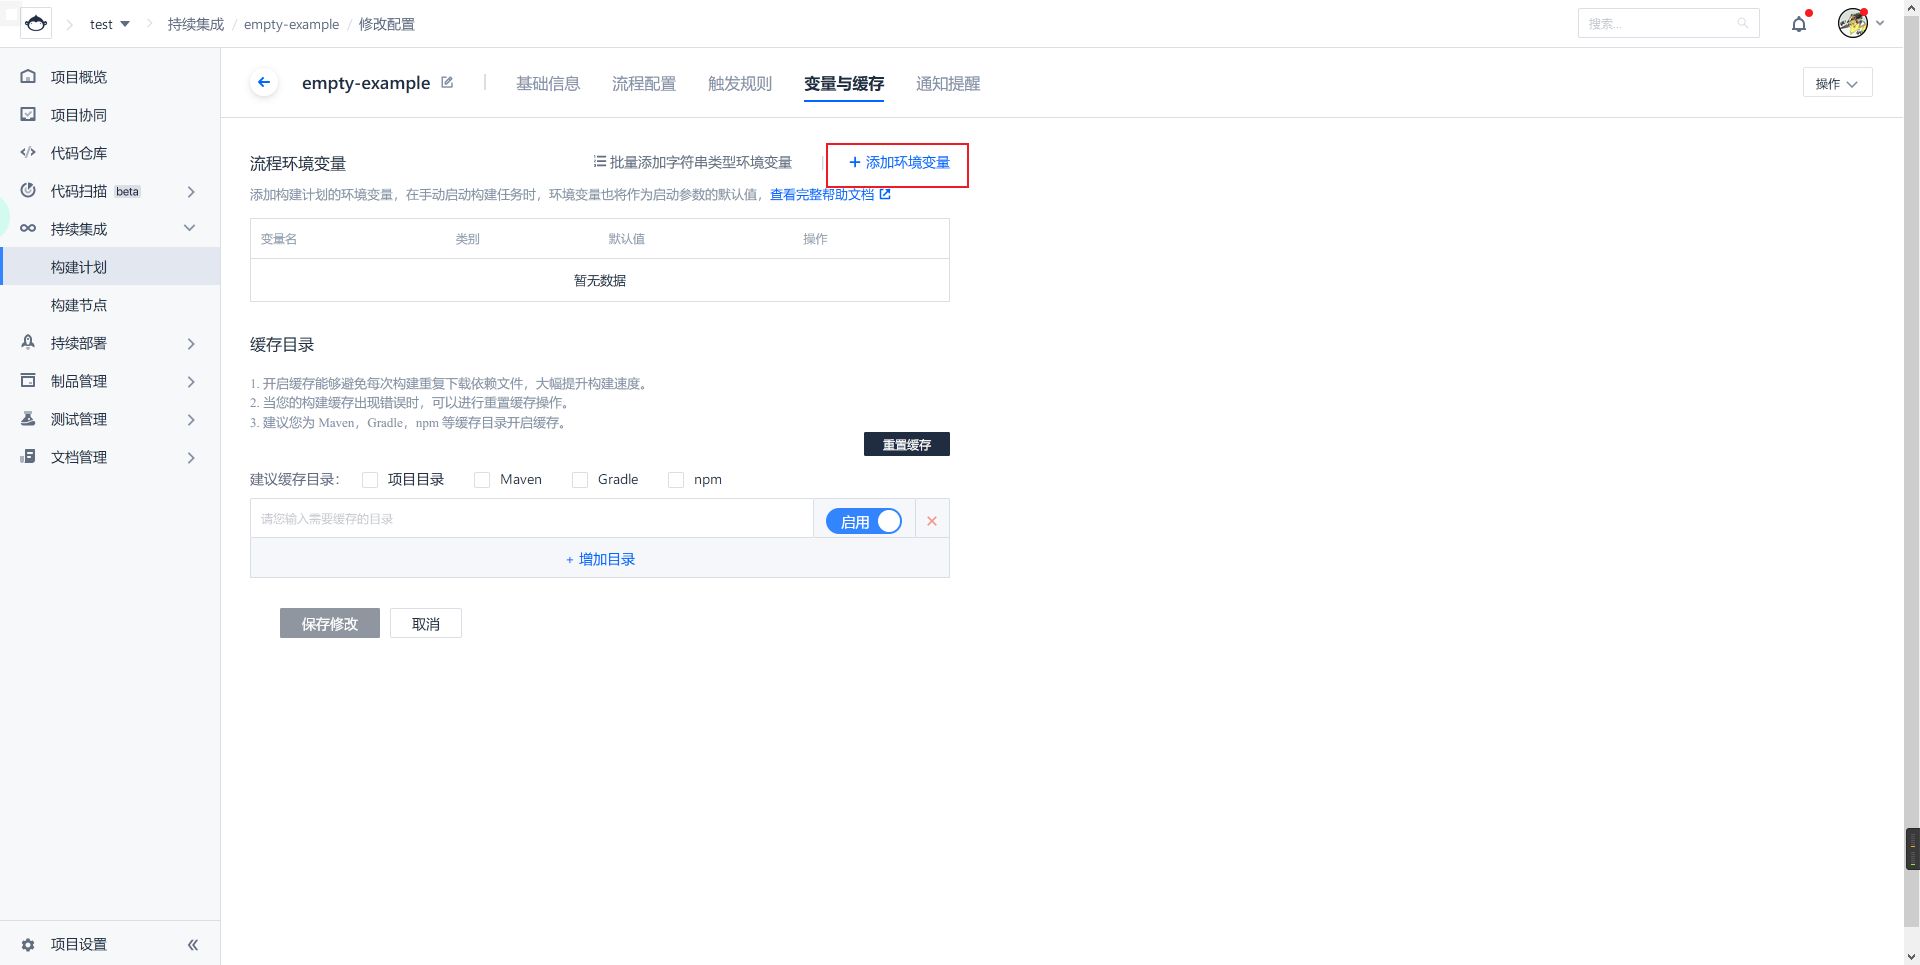 test
持续集成 / empty-example / 修改配置
搜索...
项目概览
项目协同
代码仓库
代码扫描 beta
持续集成
构建计划
构建节点
持续部署
制品管理
测试管理
文档管理
项目设置
empty-example
基础信息 流程配置 触发规则 变量与缓存 通知提醒
操作
流程环境变量
批量添加字符串类型环境变量
+ 添加环境变量
添加构建计划的环境变量，在手动启动构建任务时，环境变量也将作为启动参数的默认值，查看完整帮助文档
变量名 类别 默认值 操作
暂无数据
缓存目录
1. 开启缓存能够避免每次构建重复下载依赖文件，大幅提升构建速度。
2. 当您的构建缓存出现错误时，可以进行重置缓存操作。
3. 建议您为 Maven，Gradle，npm 等缓存目录开启缓存。
重置缓存
建议缓存目录： 项目目录 Maven Gradle npm
请您输入需要缓存的目录
启用
+ 增加目录
保存修改 取消